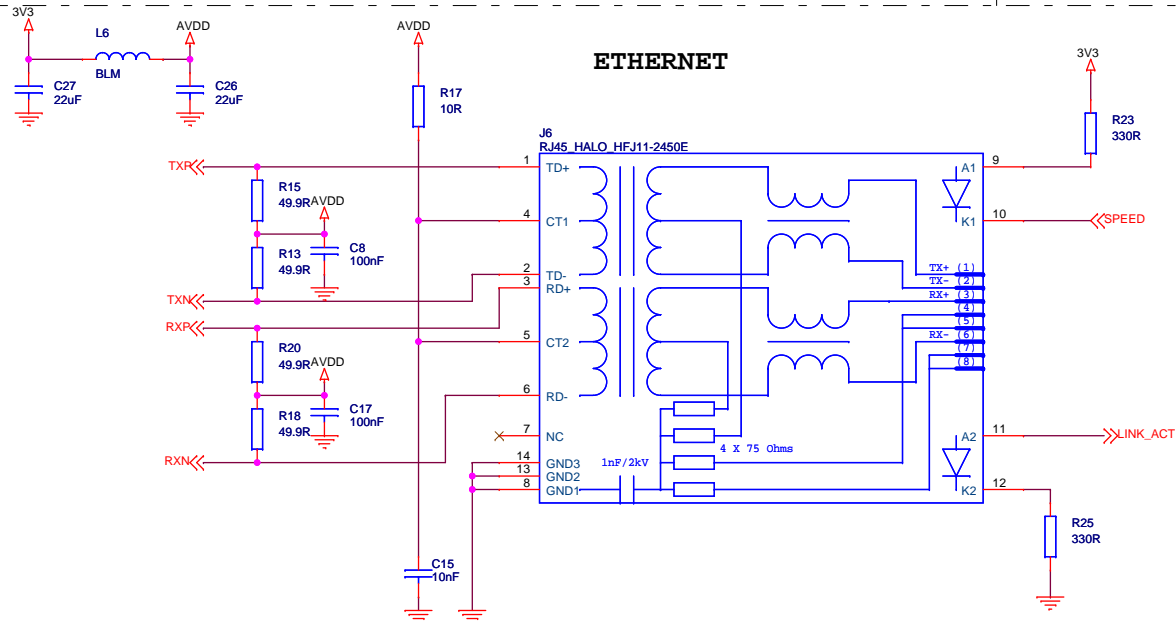 3V3
L6
BLM
AVDD
C27
22uF
C26
22uF
AVDD
R17
10R
ETHERNET
3V3
R23
330R
J6
RJ45_HALO_HFJ11-2450E
TXP
1
TD+
A1
9
R15
49.9R
AVDD
4
CT1
K1
10
SPEED
R13
49.9R
C8
100nF
2
TD-
TX+ (1)
TX- (2)
3
RD+
RX+ (3)
(4)
(5)
RX- (6)
(7)
(8)
TXN
RXP
5
CT2
R20
49.9R
AVDD
6
RD-
R18
49.9R
C17
100nF
7
NC
A2
11
LINK_ACT
4 X 75 Ohms
RXN
14
GND3
1nF/2kV
13
GND2
8
GND1
K2
12
R25
330R
C15
10nF